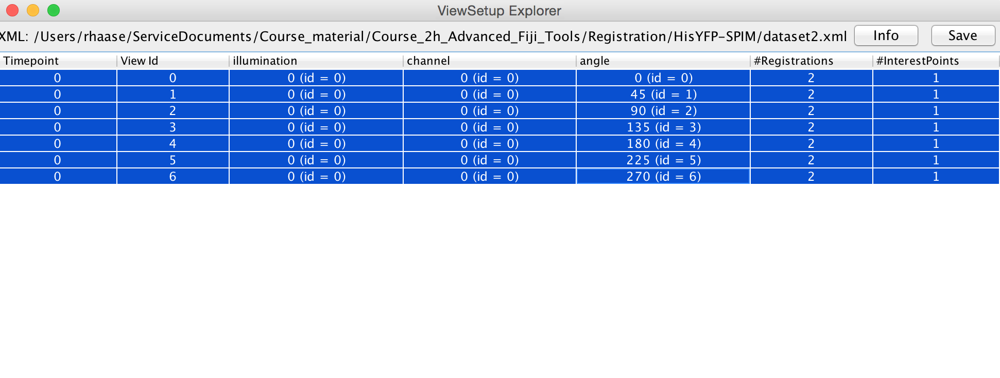 ViewSetup Explorer
XML: /Users/rhaase/ServiceDocuments/Course_material/Course_2h_Advanced_Fiji_Tools/Registration/HisYFP-SPIM/dataset2.xml Info Save
Timepoint View Id illumination channel angle #Registrations #InterestPoints
0 0 0 (id = 0) 0 (id = 0) 0 (id = 0) 2 1
0 1 0 (id = 0) 0 (id = 0) 45 (id = 1) 2 1
0 2 0 (id = 0) 0 (id = 0) 90 (id = 2) 2 1
0 3 0 (id = 0) 0 (id = 0) 135 (id = 3) 2 1
0 4 0 (id = 0) 0 (id = 0) 180 (id = 4) 2 1
0 5 0 (id = 0) 0 (id = 0) 225 (id = 5) 2 1
0 6 0 (id = 0) 0 (id = 0) 270 (id = 6) 2 1